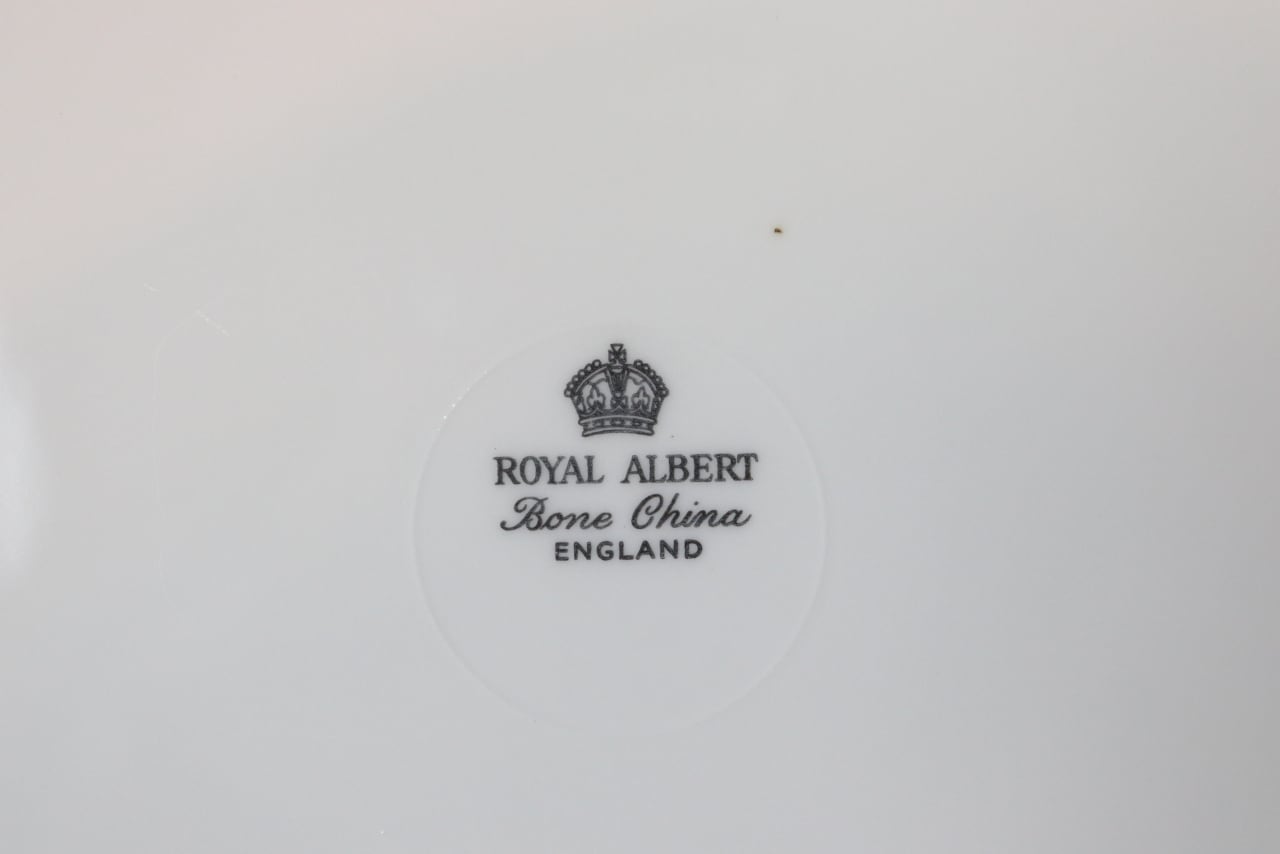 ROYAL ALBERT
Bone China
ENGLAND